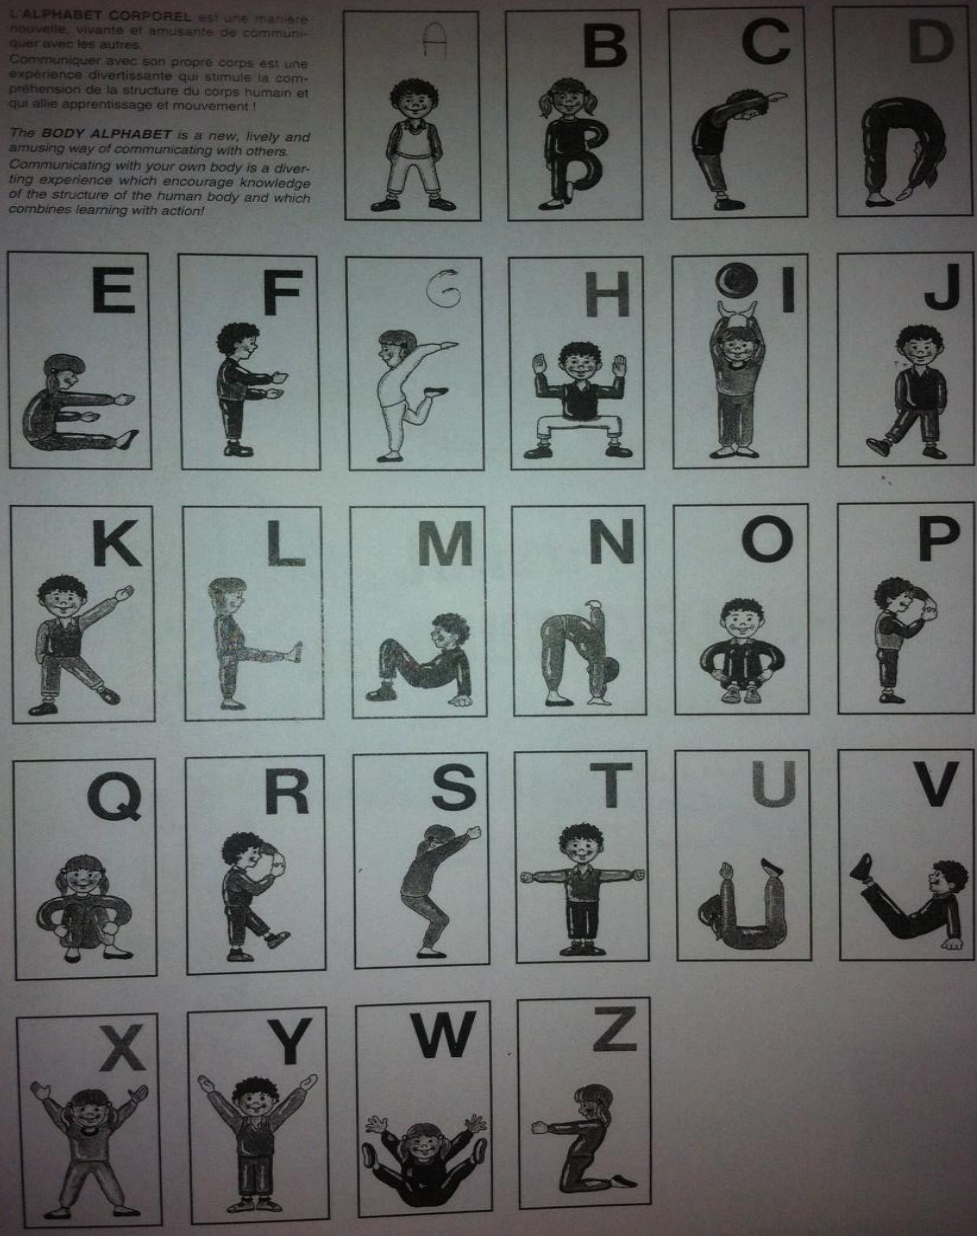 L'ALPHABET CORPOREL est une manière
nouvelle, vivante et amusante de communi-
quer avec les autres.
Communiquer avec son propre corps est une
expérience divertissante qui stimule la com-
préhension de la structure du corps humain et
qui allie apprentissage et mouvement !
The BODY ALPHABET is a new, lively and
amusing way of communicating with others.
Communicating with your own body is a diver-
ting experience which encourage knowledge
of the structure of the human body and which
combines learning with action!
A B C D
E F G H I J
K L M N O P
Q R S T U V
X Y W Z